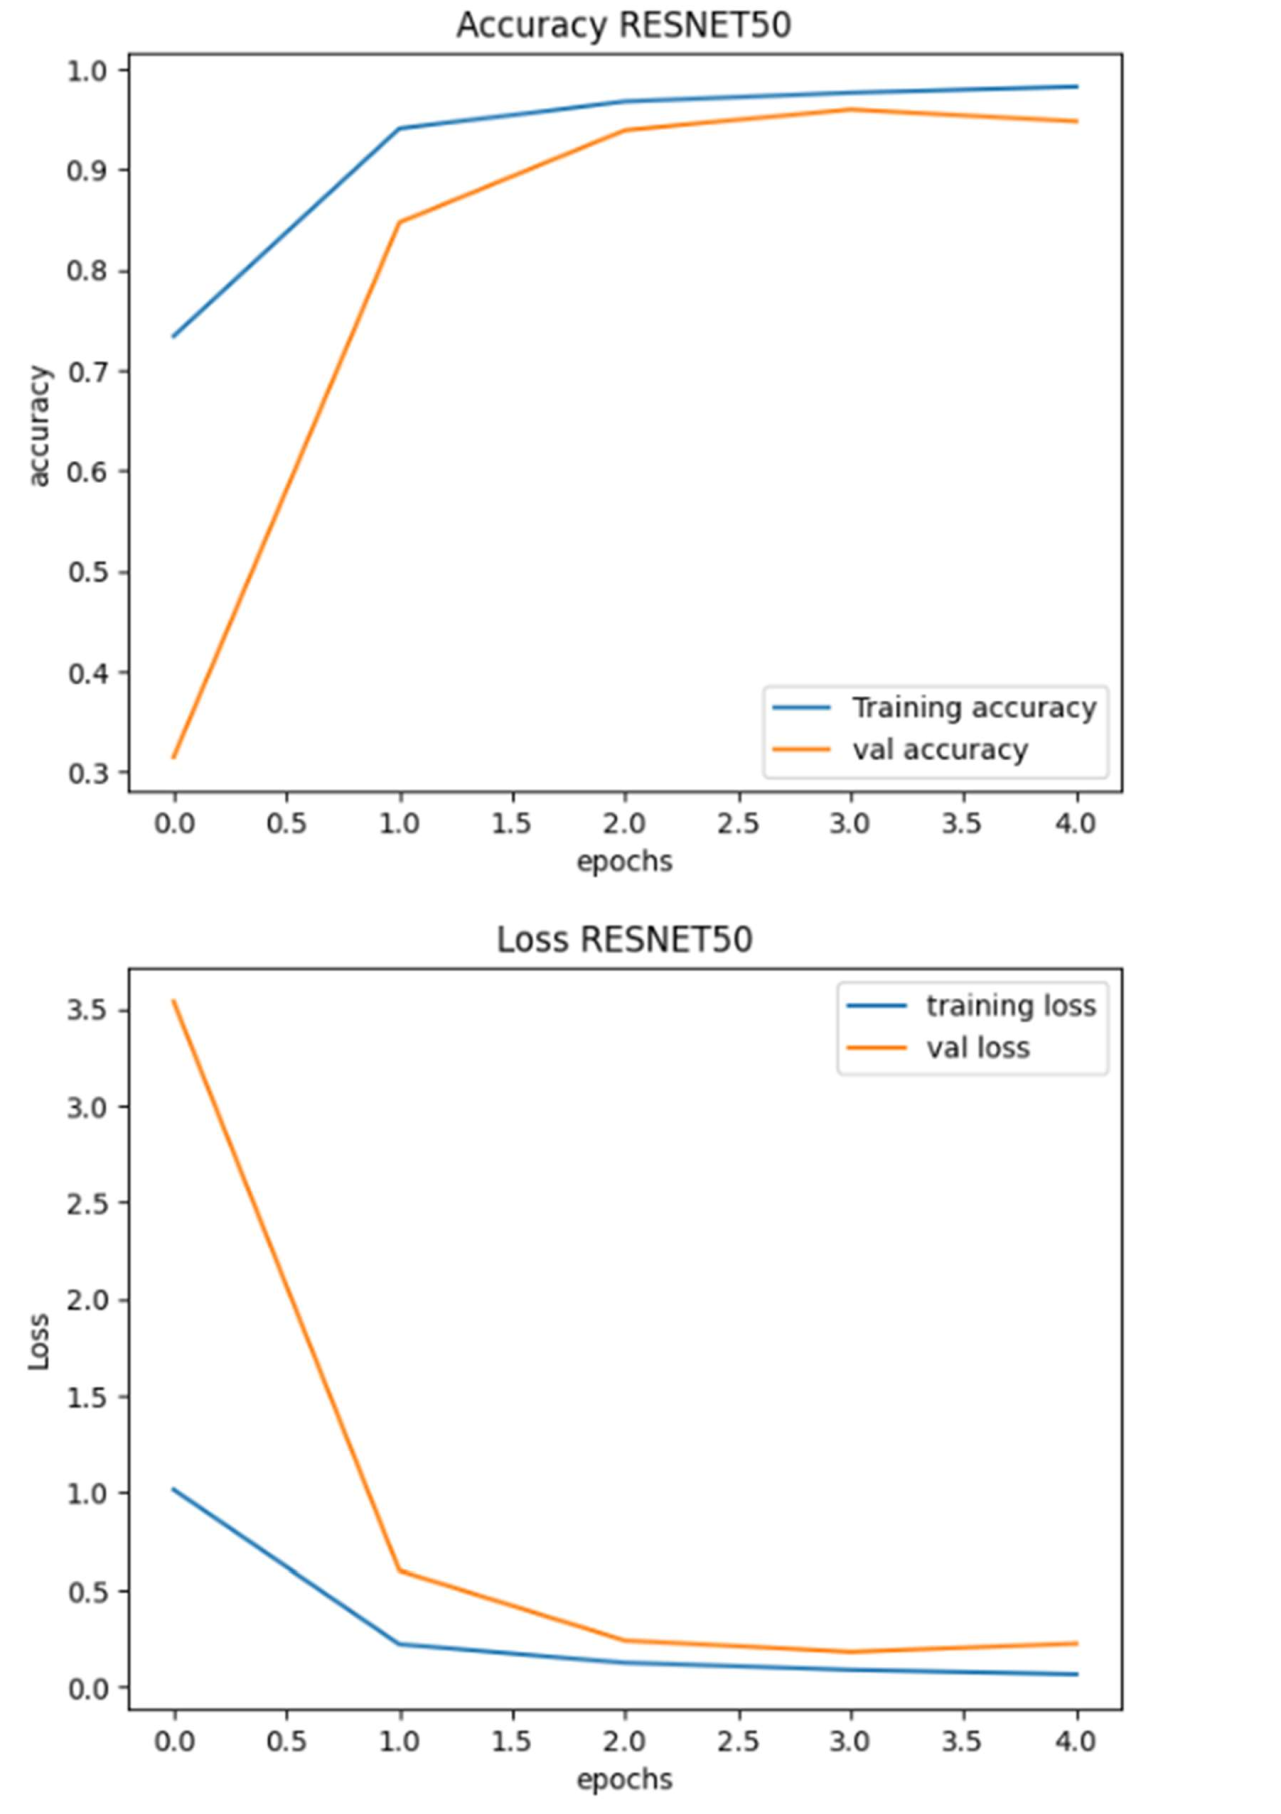 Accuracy RESNET50
1.0
0.9
0.8
0.7
0.6
0.5
0.4
0.3
accuracy
Training accuracy
val accuracy
0.0 0.5 1.0 1.5 2.0 2.5 3.0 3.5 4.0
epochs
Loss RESNET50
3.5
3.0
2.5
2.0
1.5
1.0
0.5
0.0
Loss
training loss
val loss
0.0 0.5 1.0 1.5 2.0 2.5 3.0 3.5 4.0
epochs